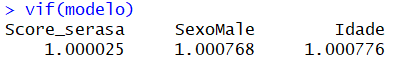 > vif(modelo)
Score_serasa SexoMale Idade
1.000025 1.000768 1.000776